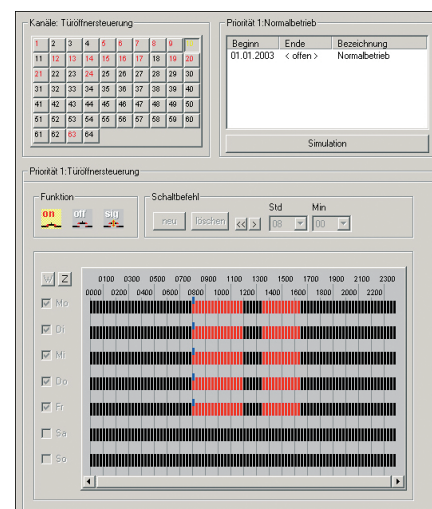 Kanäle: Türöffnersteuerung
1 2 3 4 5 6 7 8 9
11 12 13 14 15 16 17 18 19 20
21 22 23 24 25 26 27 28 29 30
31 32 33 34 35 36 37 38 39 40
41 42 43 44 45 46 47 48 49 50
51 52 53 54 55 56 57 58 59 60
61 62 63 64
Priorität 1:Normalbetrieb
Beginn Ende Bezeichnung
01.01.2003 < offen > Normalbetrieb
Simulation
Priorität 1:Türöffnersteuerung
Funktion
on off sig
Schaltbefehl
neu löschen << >
Std Min
08 00
W Z
0100 0300 0500 0700 0900 1100 1300 1500 1700 1900 2100 2300
0000 0200 0400 0600 0800 1000 1200 1400 1600 1800 2000 2200
Mo
Di
Mi
Do
Fr
Sa
So